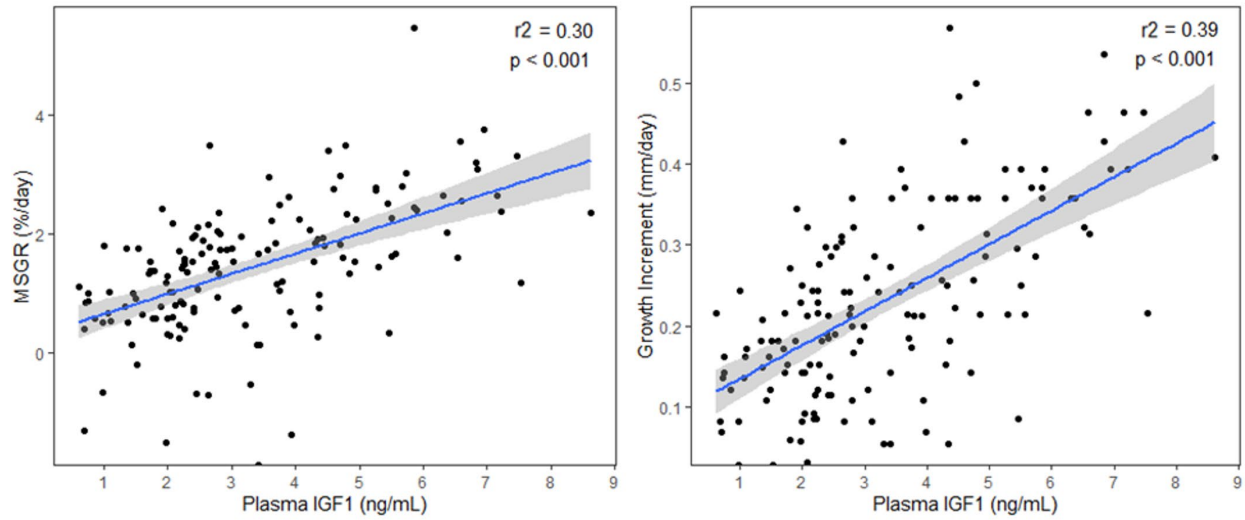 r2 = 0.30
p < 0.001
MSGR (%/day)
4
2
0
1 2 3 4 5 6 7 8 9
Plasma IGF1 (ng/mL)
r2 = 0.39
p < 0.001
Growth Increment (mm/day)
0.5
0.4
0.3
0.2
0.1
1 2 3 4 5 6 7 8 9
Plasma IGF1 (ng/mL)